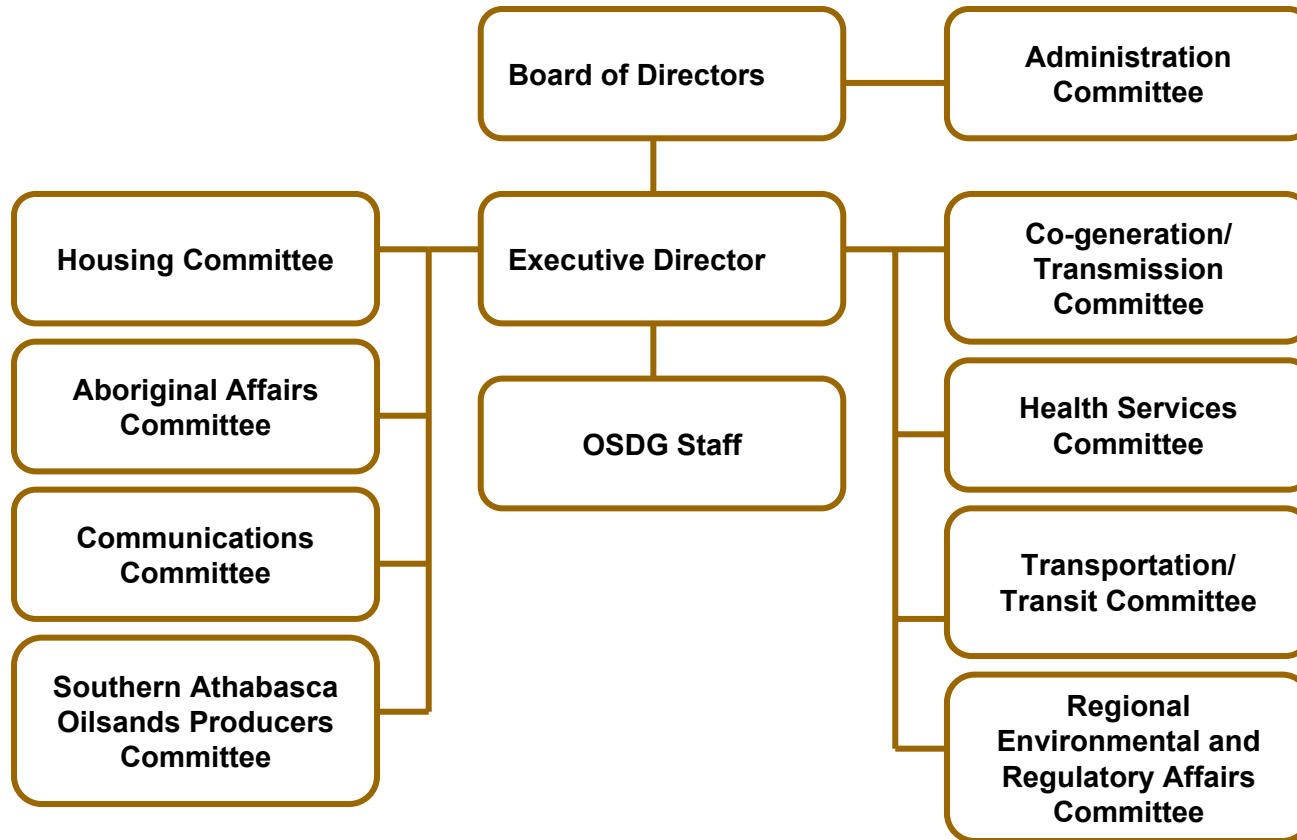 Board of Directors
Administration
Committee
Housing Committee
Executive Director
Co-generation/
Transmission
Committee
Aboriginal Affairs
Committee
OSDG Staff
Health Services
Committee
Communications
Committee
Transportation/
Transit Committee
Southern Athabasca
Oilsands Producers
Committee
Regional
Environmental and
Regulatory Affairs
Committee